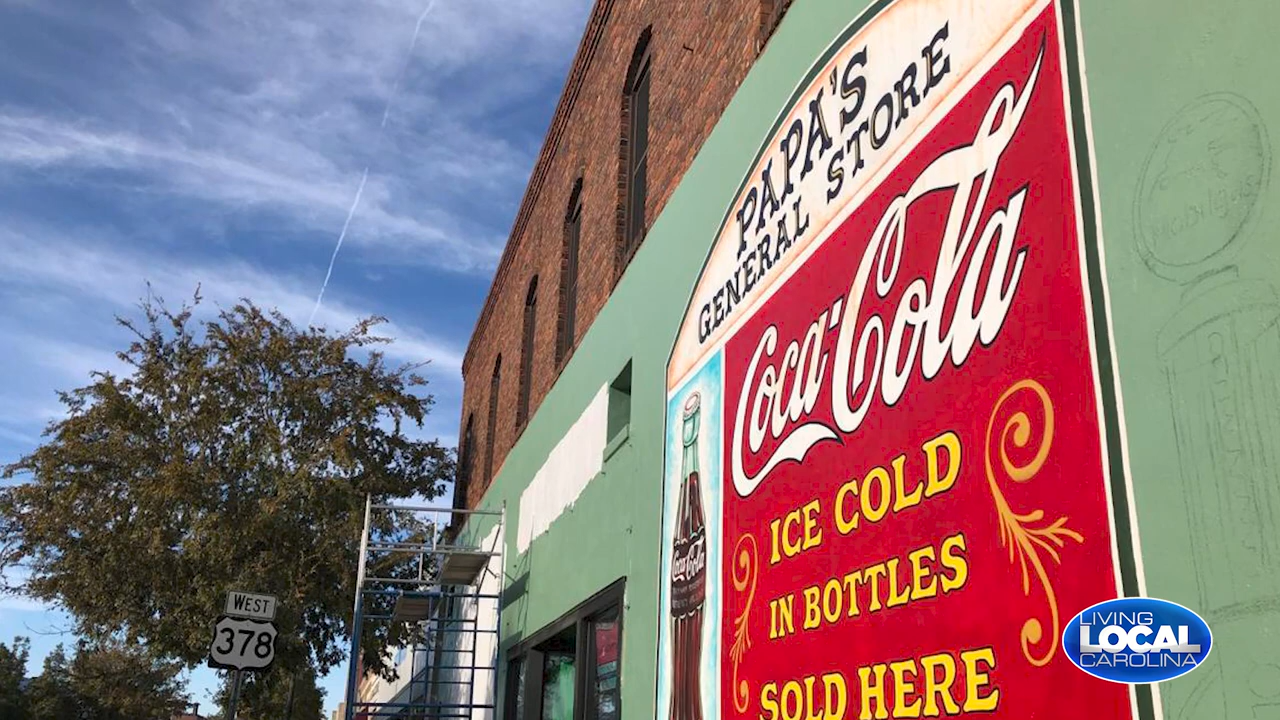 PAPA'S
GENERAL STORE
Coca-Cola
Coca-Cola
ICE COLD
IN BOTTLES
SOLD HERE
WEST
378
LIVING
LOCAL
CAROLINA